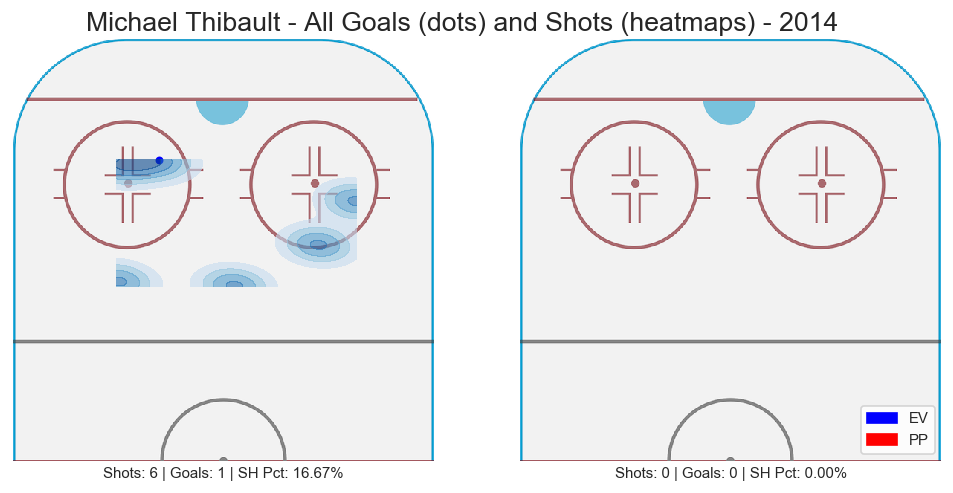 Michael Thibault - All Goals (dots) and Shots (heatmaps) - 2014
EV
PP
Shots: 6 | Goals: 1 | SH Pct: 16.67%
Shots: 0 | Goals: 0 | SH Pct: 0.00%